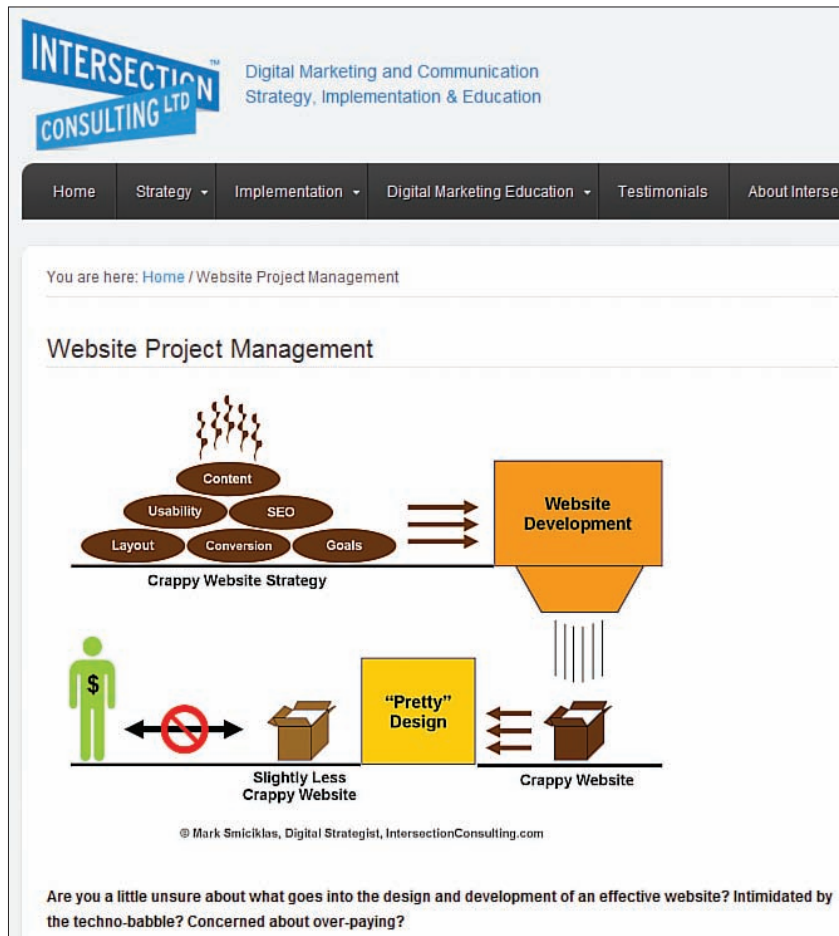 INTERSECTION™
CONSULTING LTD
Digital Marketing and Communication
Strategy, Implementation & Education
Home
Strategy
Implementation
Digital Marketing Education
Testimonials
About Interse
You are here: Home / Website Project Management
Website Project Management
Content
Usability
SEO
Layout
Conversion
Goals
Crappy Website Strategy
Website
Development
$
"Pretty"
Design
Slightly Less
Crappy Website
Crappy Website
© Mark Smiciklas, Digital Strategist, IntersectionConsulting.com
Are you a little unsure about what goes into the design and development of an effective website? Intimidated by
the techno-babble? Concerned about over-paying?